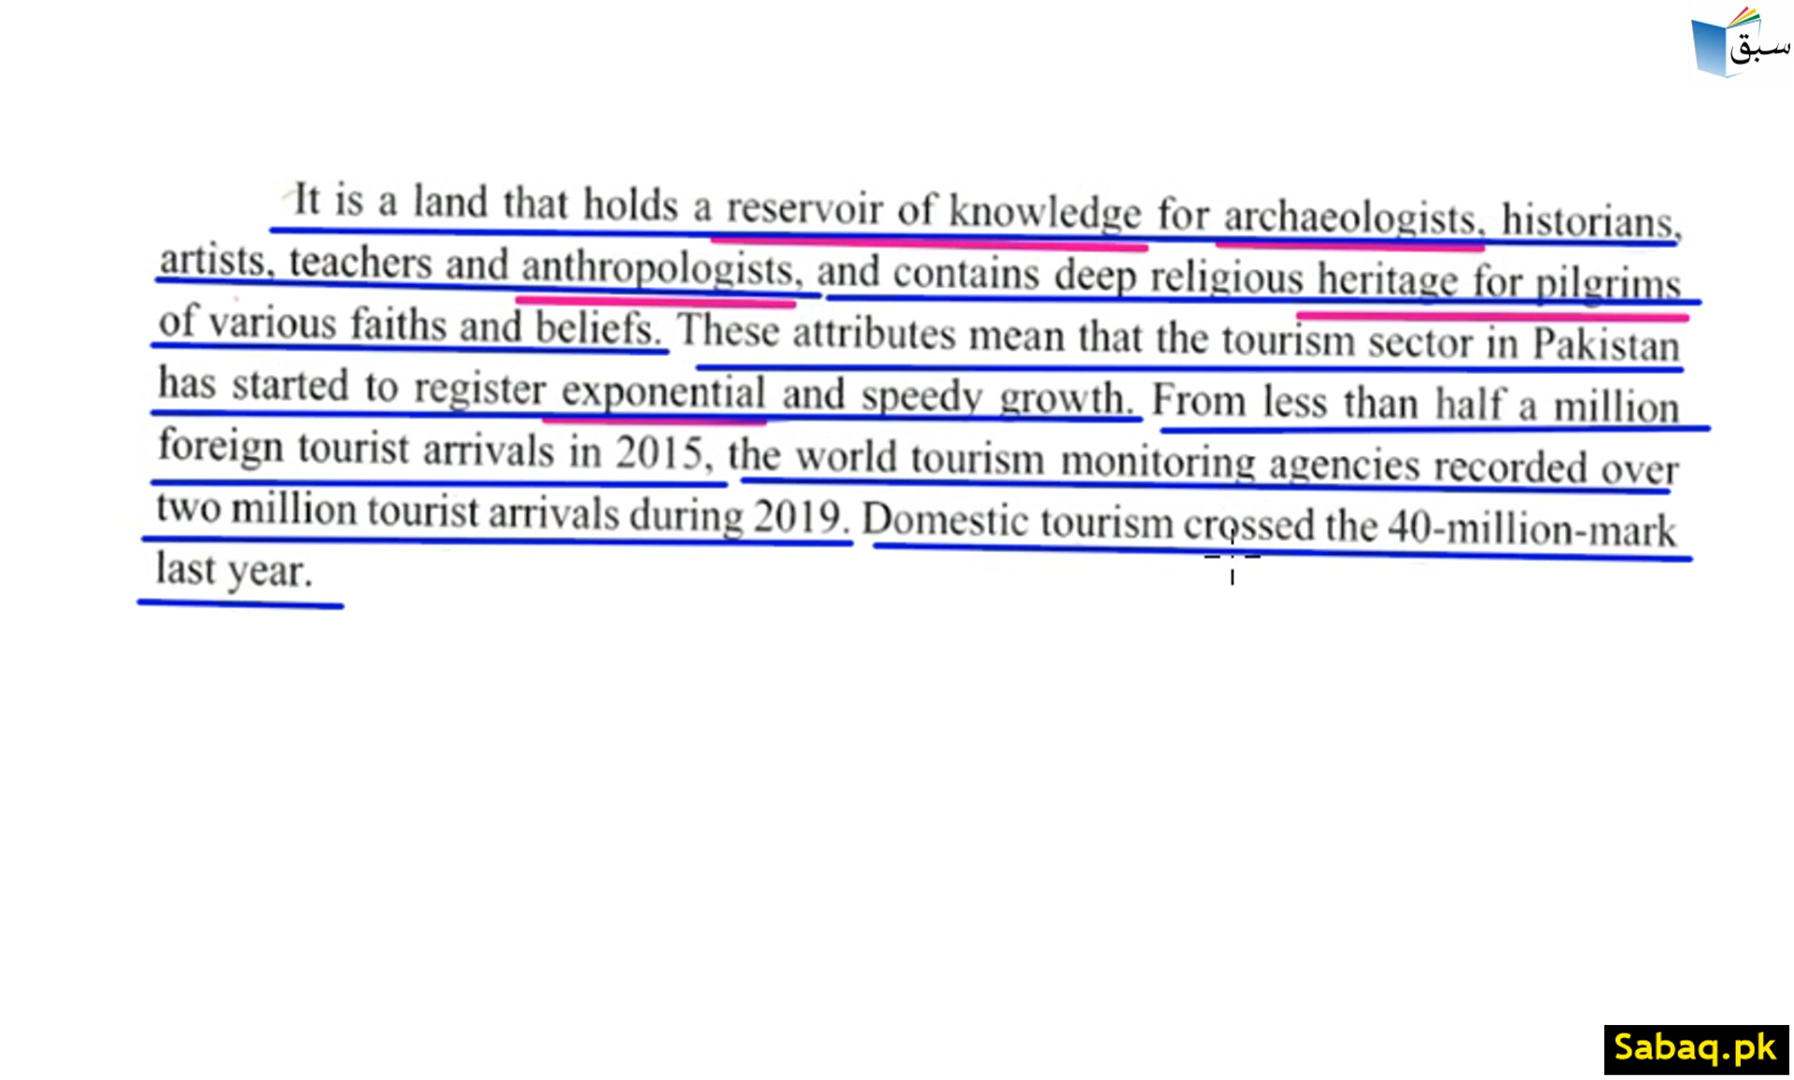 سبق
It is a land that holds a reservoir of knowledge for archaeologists, historians,
artists, teachers and anthropologists, and contains deep religious heritage for pilgrims
of various faiths and beliefs. These attributes mean that the tourism sector in Pakistan
has started to register exponential and speedy growth. From less than half a million
foreign tourist arrivals in 2015, the world tourism monitoring agencies recorded over
two million tourist arrivals during 2019. Domestic tourism crossed the 40-million-mark
last year.
Sabaq.pk